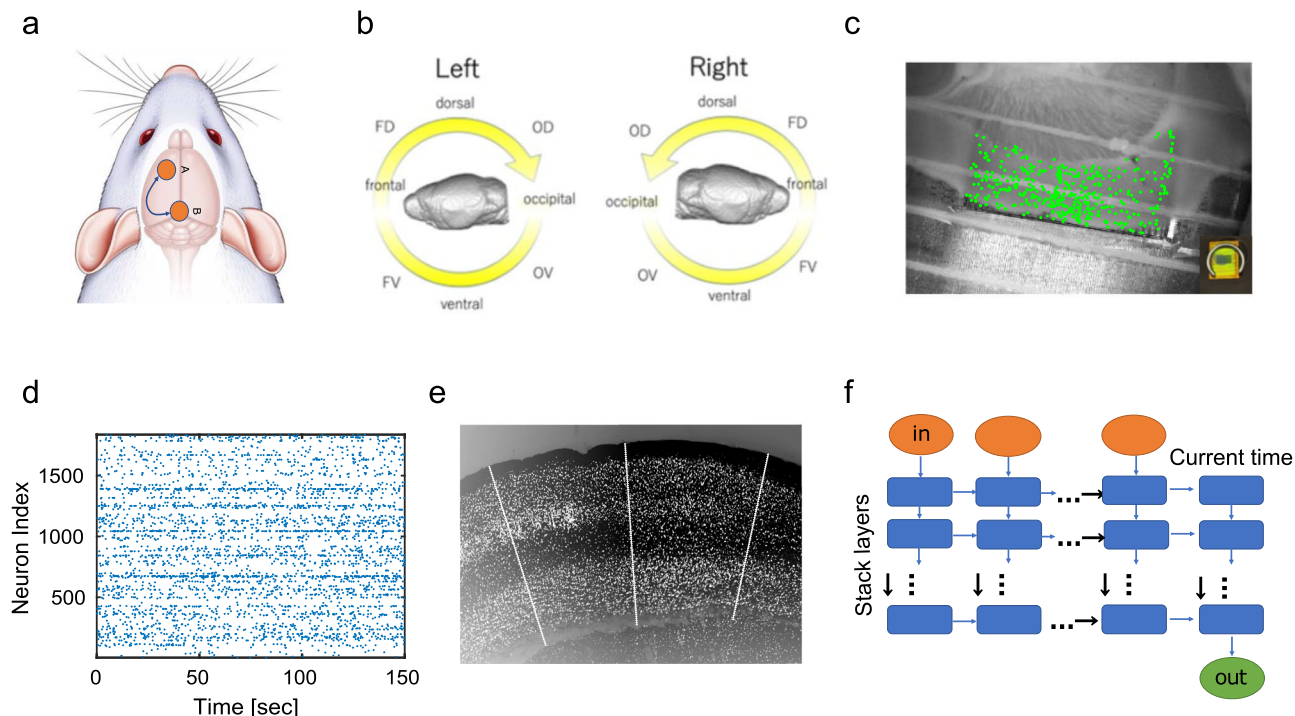 a
b
c
A
B
Left
Right
dorsal
dorsal
FD
OD
OD
FD
frontal
occipital
occipital
frontal
FV
OV
OV
FV
ventral
ventral
d
e
f
Neuron Index
1500
1000
500
0
50
100
150
Time [sec]
in
Current time
Stack layers
...
...
...
out